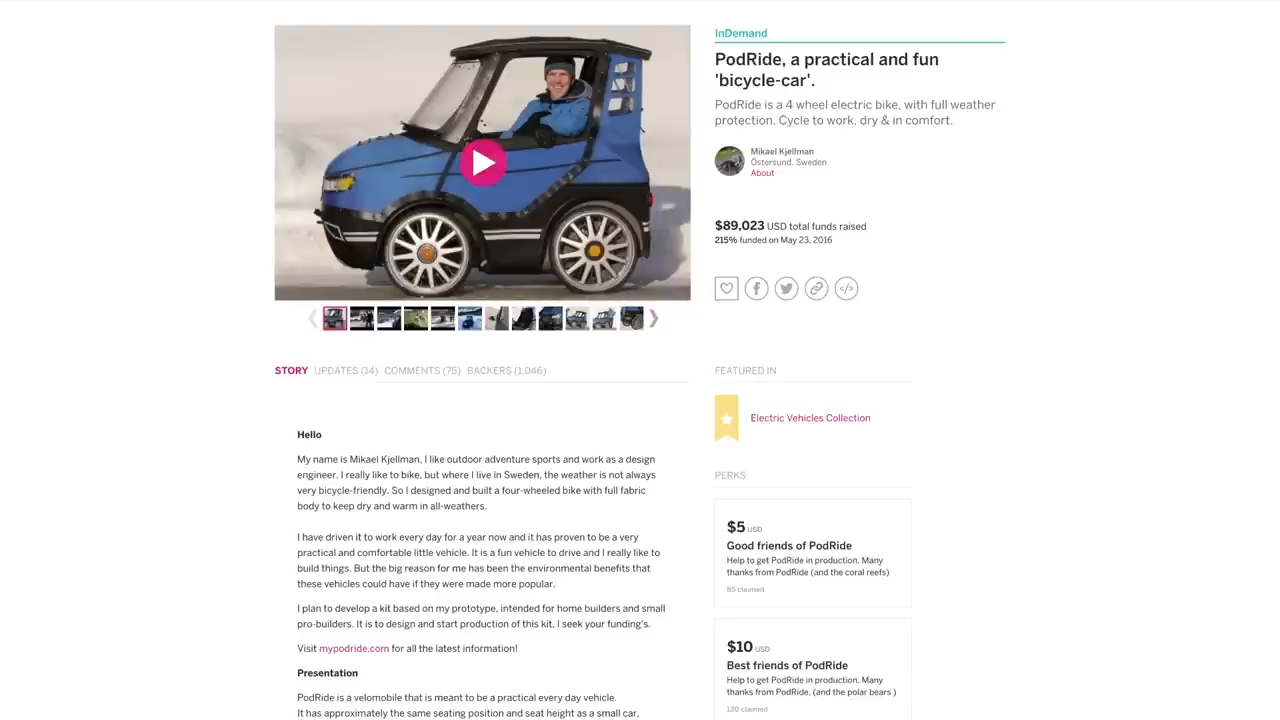 InDemand
PodRide, a practical and fun
'bicycle-car'.
PodRide is a 4 wheel electric bike, with full weather
protection. Cycle to work, dry & in comfort.
Mikael Kjellman
Östersund, Sweden
About
$89,023 USD total funds raised
215% funded on May 23, 2016
STORY UPDATES (14) COMMENTS (75) BACKERS (1,046)
Hello
My name is Mikael Kjellman, I like outdoor adventure sports and work as a design
engineer. I really like to bike, but where I live in Sweden, the weather is not always
very bicycle-friendly. So I designed and built a four-wheeled bike with full fabric
body to keep dry and warm in all-weathers.
I have driven it to work every day for a year now and it has proven to be a very
practical and comfortable little vehicle. It is a fun vehicle to drive and I really like to
build things. But the big reason for me has been the environmental benefits that
these vehicles could have if they were made more popular.
I plan to develop a kit based on my prototype, intended for home builders and small
pro-builders. It is to design and start production of this kit, I seek your funding's.
Visit mypodride.com for all the latest information!
Presentation
PodRide is a velomobile that is meant to be a practical every day vehicle.
It has approximately the same seating position and seat height as a small car,
FEATURED IN
Electric Vehicles Collection
PERKS
$5 USD
Good friends of PodRide
Help to get PodRide in production. Many
thanks from PodRide (and the coral reefs)
85 claimed
$10 USD
Best friends of PodRide
Help to get PodRide in production. Many
thanks from PodRide, (and the polar bears )
120 claimed